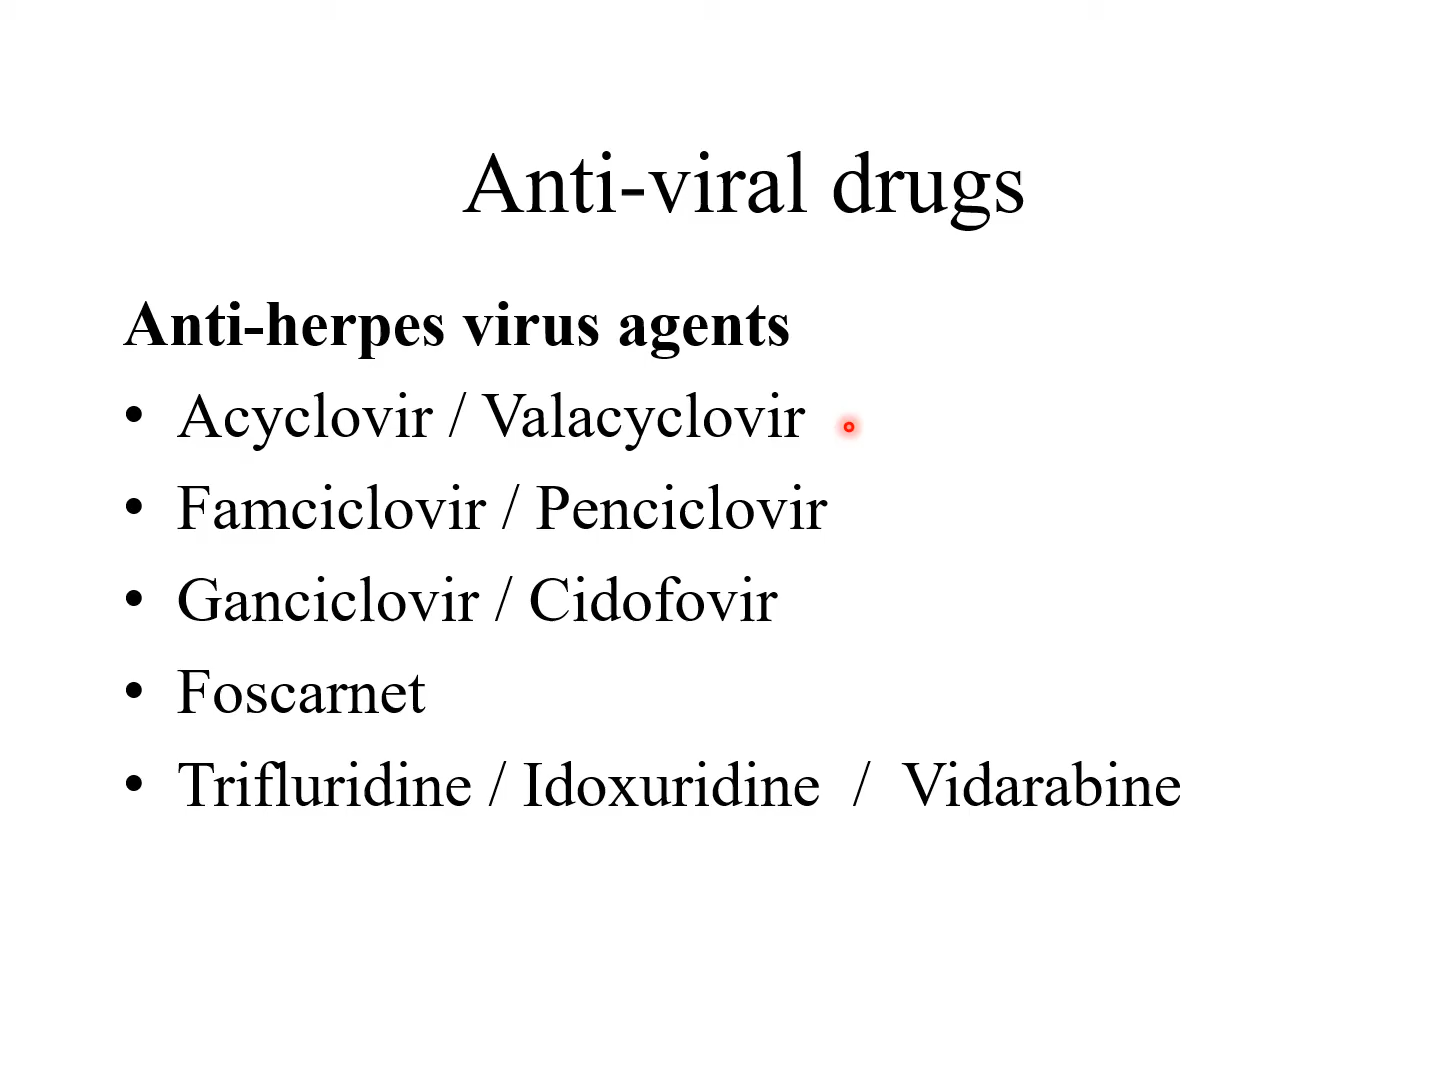 Anti-viral drugs
Anti-herpes virus agents
• Acyclovir / Valacyclovir
• Famciclovir / Penciclovir
• Ganciclovir / Cidofovir
• Foscarnet
• Trifluridine / Idoxuridine / Vidarabine